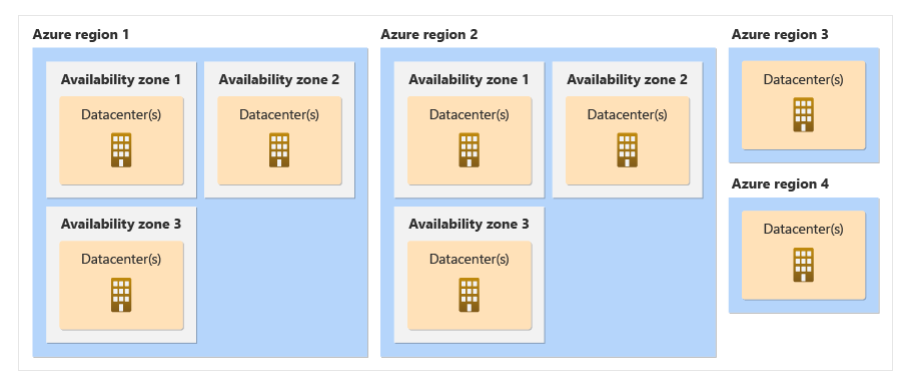 Azure region 1
Availability zone 1
Datacenter(s)
Availability zone 2
Datacenter(s)
Availability zone 3
Datacenter(s)
Azure region 2
Availability zone 1
Datacenter(s)
Availability zone 2
Datacenter(s)
Availability zone 3
Datacenter(s)
Azure region 3
Datacenter(s)
Azure region 4
Datacenter(s)